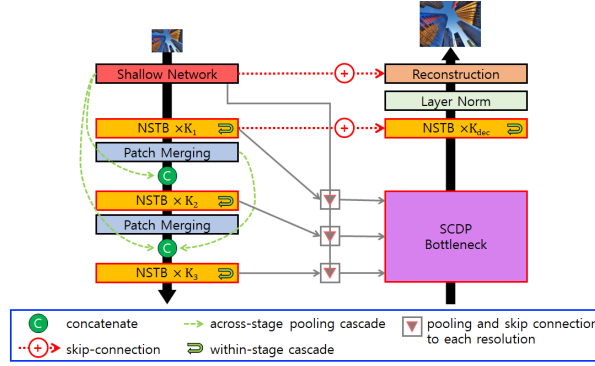 Shallow Network
Reconstruction
Layer Norm
NSTB ×K1
NSTB ×Kdec
Patch Merging
C
NSTB ×K2
Patch Merging
SCDP
Bottleneck
C
NSTB ×K3
C concatenate
across-stage pooling cascade
pooling and skip connection
to each resolution
skip-connection
within-stage cascade